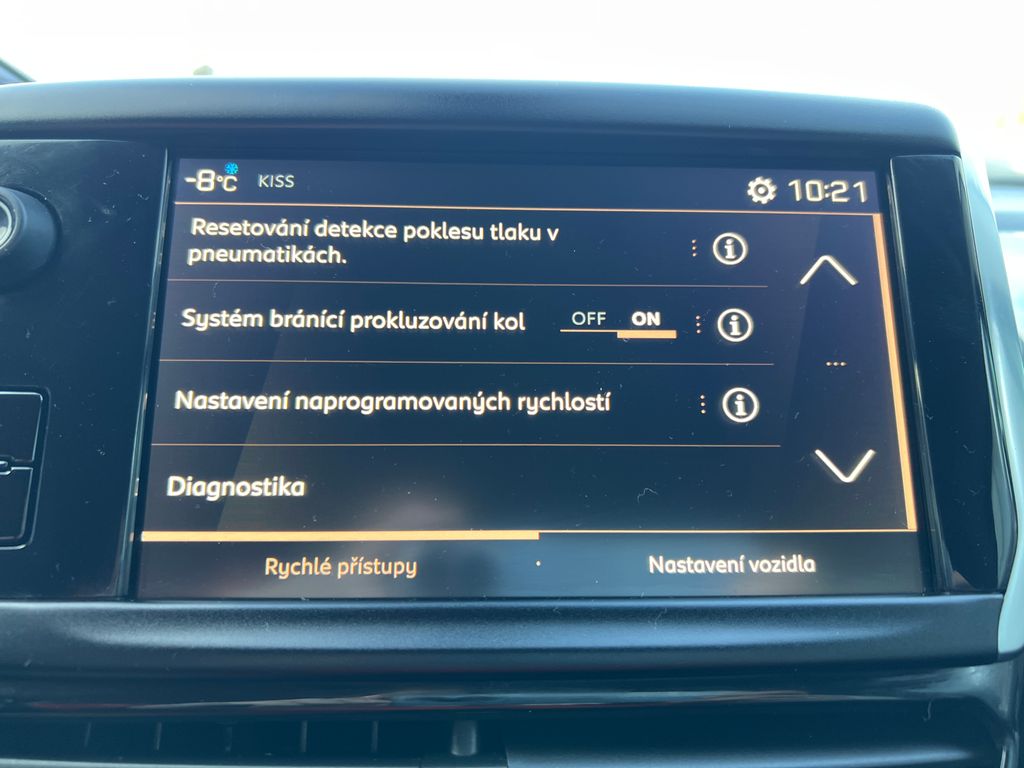 -8°C KISS 10:21
Resetování detekce poklesu tlaku v
pneumatikách.
Systém bránící prokluzování kol OFF ON
Nastavení naprogramovaných rychlostí
Diagnostika
Rychlé přístupy Nastavení vozidla